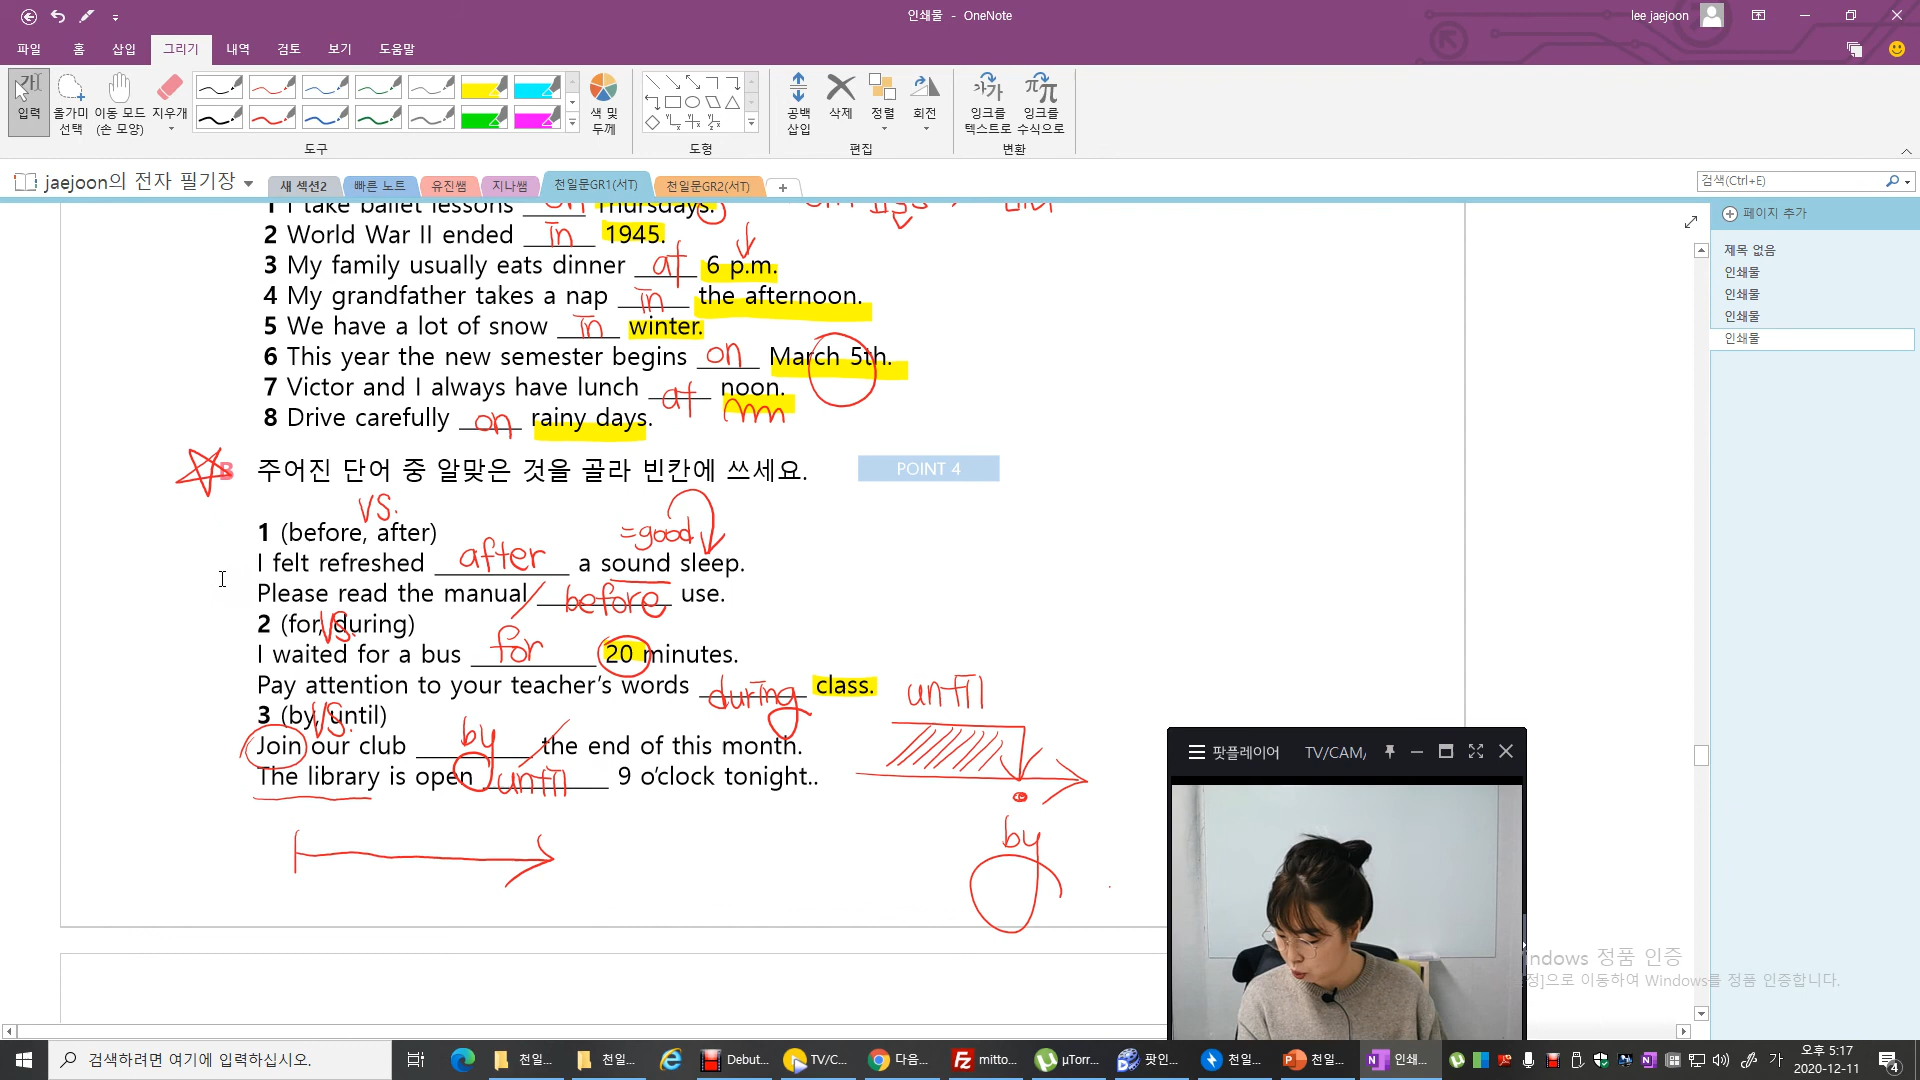 인쇄물 - OneNote
lee jaejoon
파일 홈 삽입 그리기 내역 검토 보기 도움말
입력
올가미 선택
이동 모드 (손 모양)
지우개
색 및 두께
공백 삽입
삭제
정렬
회전
잉크를 텍스트로
잉크를 수식으로
도구 도형 편집 변환
jaejoon의 전자 필기장 새 섹션2 빠른 노트 유진쌤 지나쌤 천일문GR1(서T) 천일문GR2(서T) +
검색(Ctrl+E)
페이지 추가
제목 없음
인쇄물
인쇄물
인쇄물
인쇄물
1 I take ballet lessons on Thursdays.
2 World War II ended in 1945.
3 My family usually eats dinner at 6 p.m.
4 My grandfather takes a nap in the afternoon.
5 We have a lot of snow in winter.
6 This year the new semester begins on March 5th.
7 Victor and I always have lunch at noon.
8 Drive carefully on rainy days.
B 주어진 단어 중 알맞은 것을 골라 빈칸에 쓰세요. POINT 4
VS.
1 (before, after)
=good
I felt refreshed after a sound sleep.
Please read the manual before use.
2 (for, during)
VS.
I waited for a bus for 20 minutes.
Pay attention to your teacher's words during class.
until
3 (by, until)
VS.
Join our club by the end of this month.
The library is open until 9 o'clock tonight..
by
팟플레이어 TV/CAM/
Windows 정품 인증
정]으로 이동하여 Windows를 정품 인증합니다.
검색하려면 여기에 입력하십시오.
천일...
천일...
Debut...
TV/C...
다음...
mitto...
µTorr...
팟인...
천일...
천일...
인쇄...
가
오후 5:17
2020-12-11
4